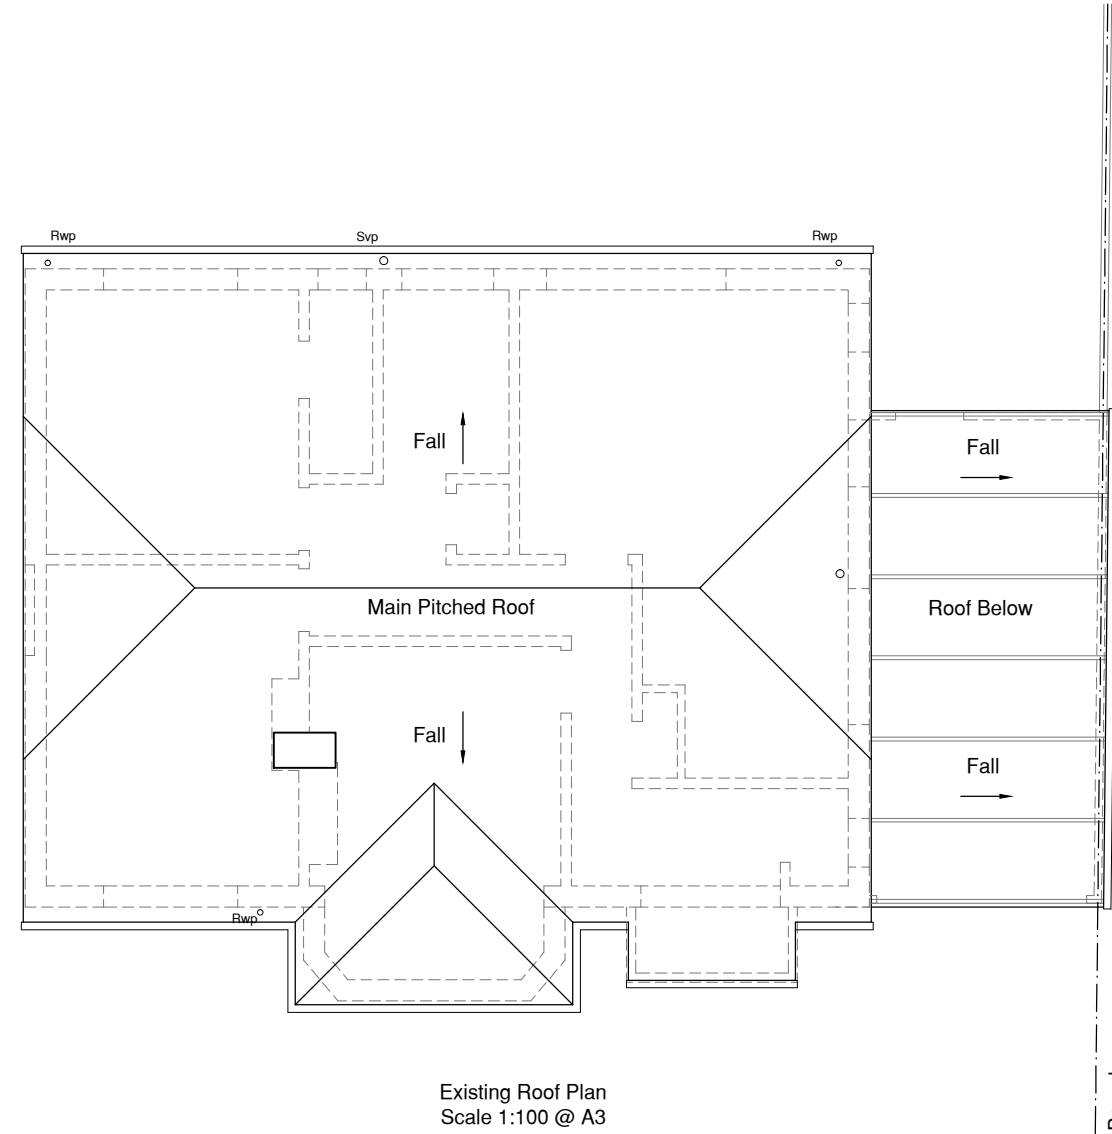 Rwp
Svp
Rwp
Fall
Fall
Main Pitched Roof
Roof Below
Fall
Fall
Rwp
Existing Roof Plan
Scale 1:100 @ A3